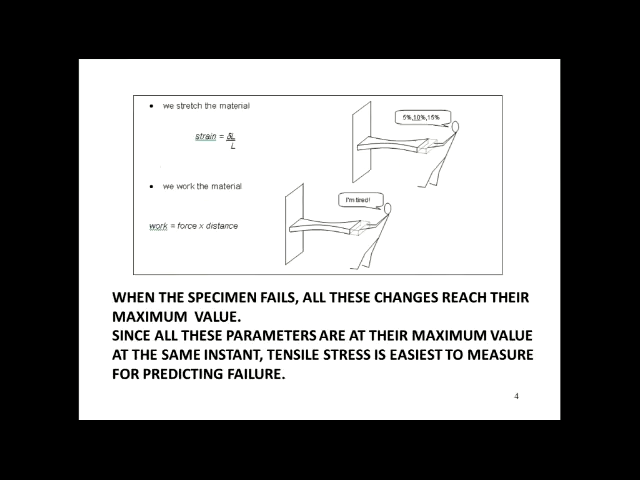 • we stretch the material
5%,10%,15%
strain = δL
L
• we work the material
I'm tired!
work = force x distance
WHEN THE SPECIMEN FAILS, ALL THESE CHANGES REACH THEIR
MAXIMUM VALUE.
SINCE ALL THESE PARAMETERS ARE AT THEIR MAXIMUM VALUE
AT THE SAME INSTANT, TENSILE STRESS IS EASIEST TO MEASURE
FOR PREDICTING FAILURE.
4